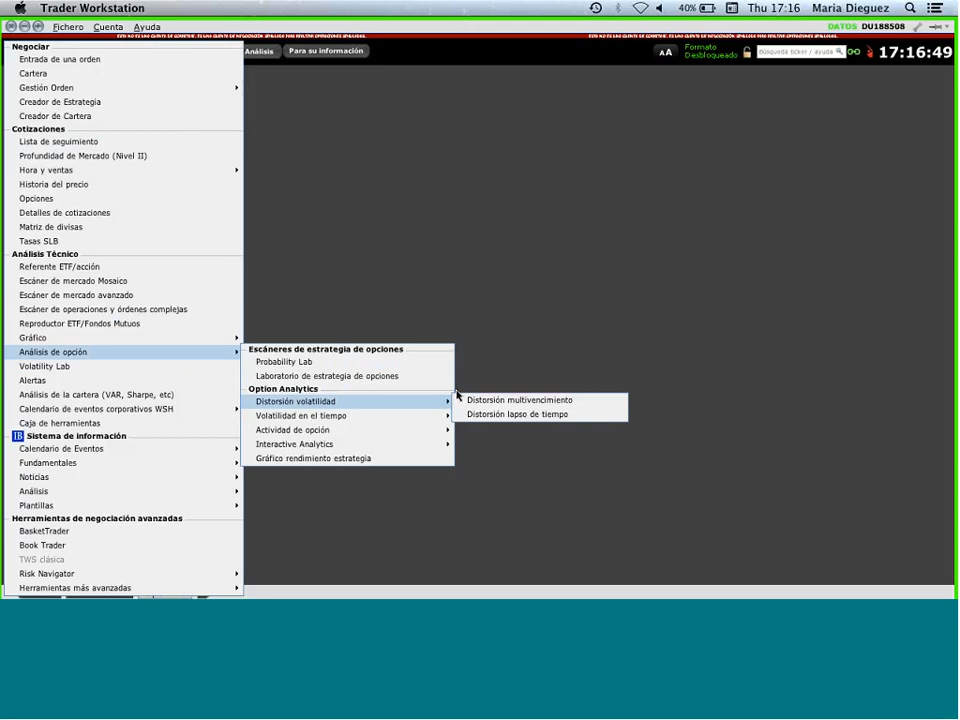 Trader Workstation
40%
Thu 17:16
Maria Dieguez
Fichero
Cuenta
Ayuda
DATOS
DU188508
Análisis
Para su información
AA
Formato
Desbloqueado
Búsqueda ticker / ayuda
17:16:49
Negociar
Entrada de una orden
Cartera
Gestión Orden
Creador de Estrategia
Creador de Cartera
Cotizaciones
Lista de seguimiento
Profundidad de Mercado (Nivel II)
Hora y ventas
Historia del precio
Opciones
Detalles de cotizaciones
Matriz de divisas
Tasas SLB
Análisis Técnico
Referente ETF/acción
Escáner de mercado Mosaico
Escáner de mercado avanzado
Escáner de operaciones y órdenes complejas
Reproductor ETF/Fondos Mutuos
Gráfico
Análisis de opción
Volatility Lab
Alertas
Análisis de la cartera (VAR, Sharpe, etc)
Calendario de eventos corporativos WSH
Caja de herramientas
IB Sistema de información
Calendario de Eventos
Fundamentales
Noticias
Análisis
Plantillas
Herramientas de negociación avanzadas
BasketTrader
Book Trader
TWS clásica
Risk Navigator
Herramientas más avanzadas
Escáneres de estrategia de opciones
Probability Lab
Laboratorio de estrategia de opciones
Option Analytics
Distorsión volatilidad
Volatilidad en el tiempo
Actividad de opción
Interactive Analytics
Gráfico rendimiento estrategia
Distorsión multivencimiento
Distorsión lapso de tiempo